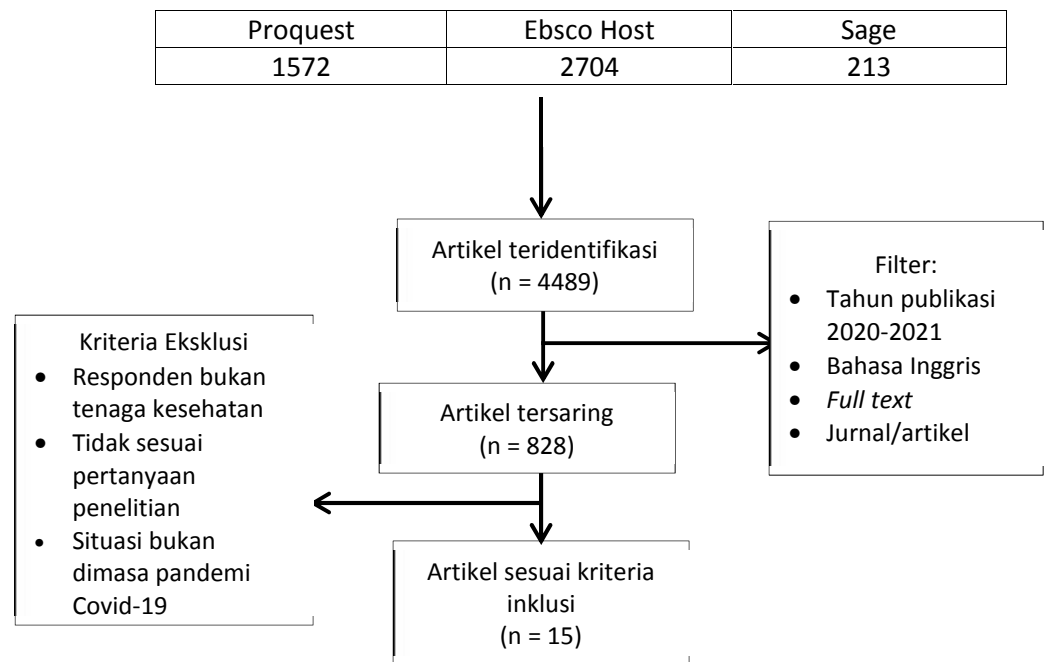 Proquest Ebsco Host Sage
1572 2704 213
Artikel teridentifikasi
(n = 4489)
Filter:
• Tahun publikasi
2020-2021
• Bahasa Inggris
• Full text
• Jurnal/artikel
Artikel tersaring
(n = 828)
Kriteria Eksklusi
• Responden bukan
tenaga kesehatan
• Tidak sesuai
pertanyaan
penelitian
• Situasi bukan
dimasa pandemi
Covid-19
Artikel sesuai kriteria
inklusi
(n = 15)